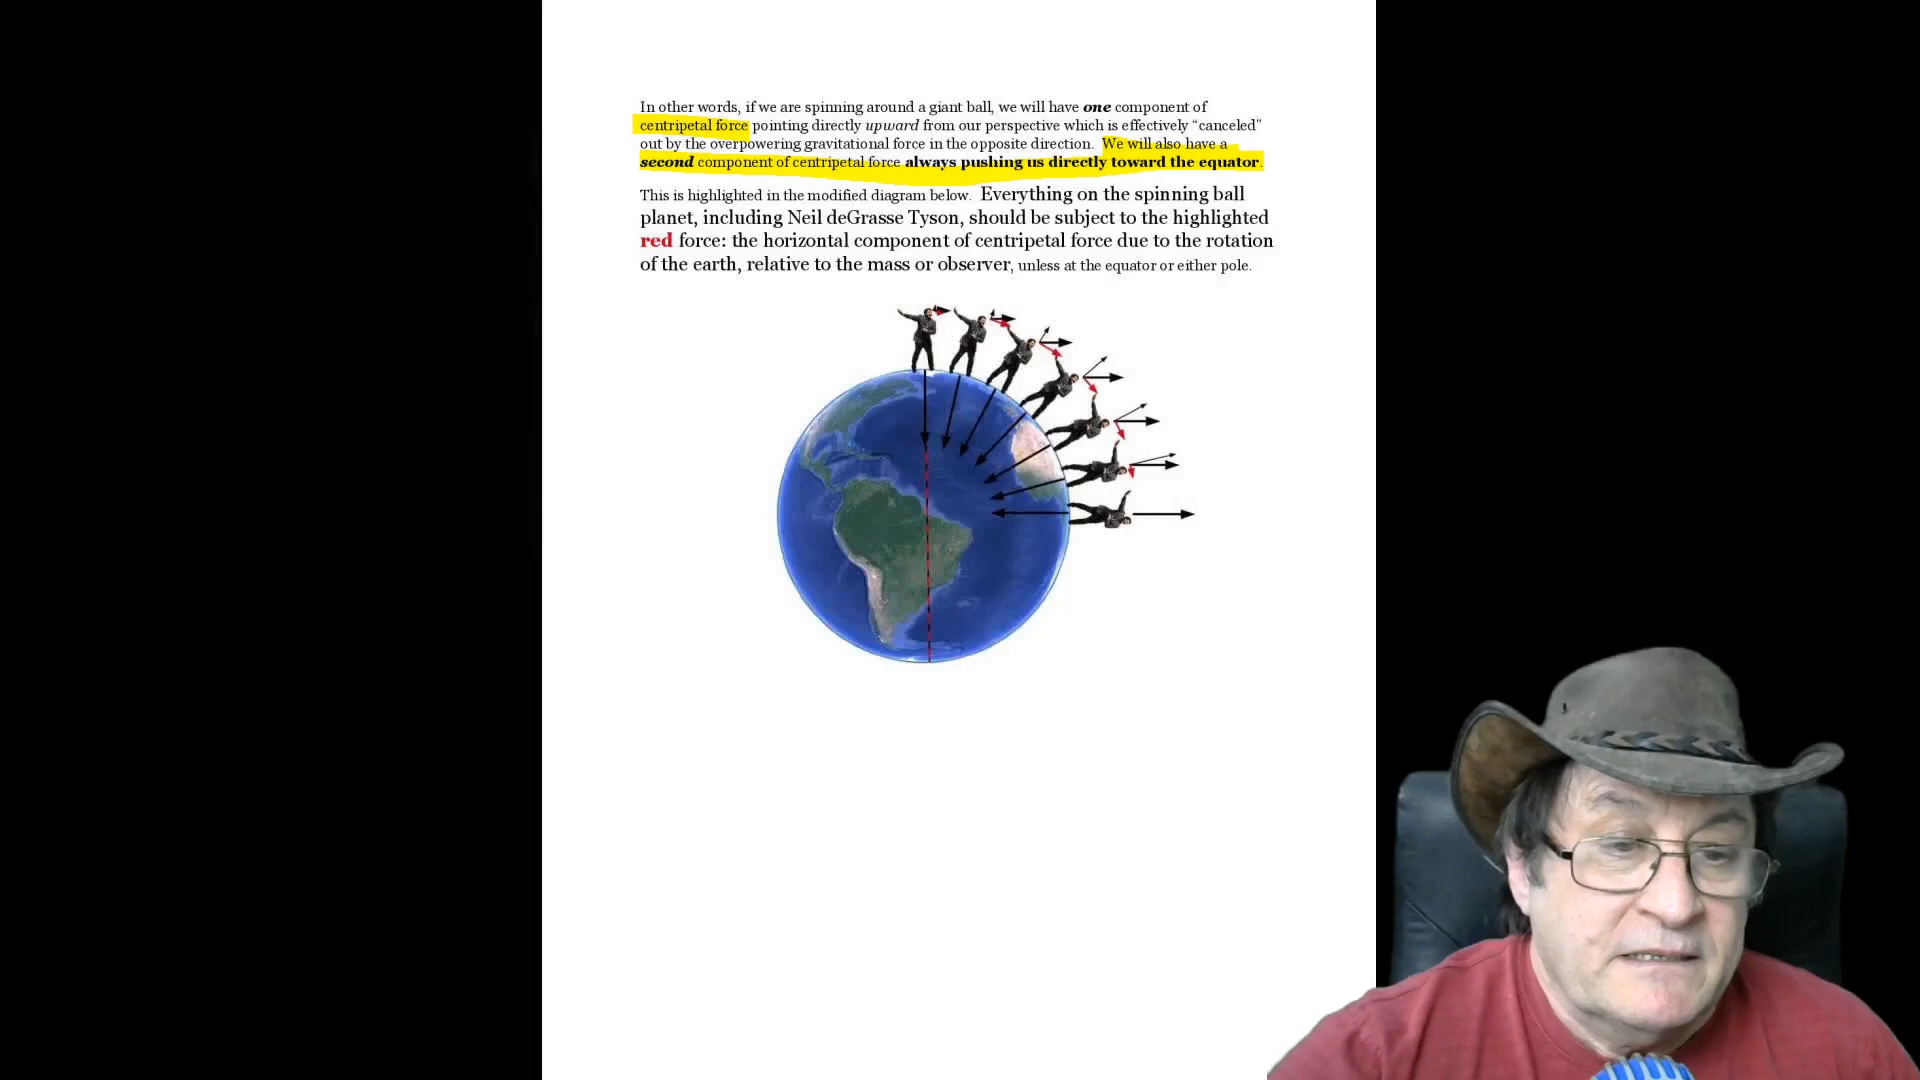 In other words, if we are spinning around a giant ball, we will have one component of
centripetal force pointing directly upward from our perspective which is effectively “canceled”
out by the overpowering gravitational force in the opposite direction. We will also have a
second component of centripetal force always pushing us directly toward the equator.
This is highlighted in the modified diagram below. Everything on the spinning ball
planet, including Neil deGrasse Tyson, should be subject to the highlighted
red force: the horizontal component of centripetal force due to the rotation
of the earth, relative to the mass or observer, unless at the equator or either pole.